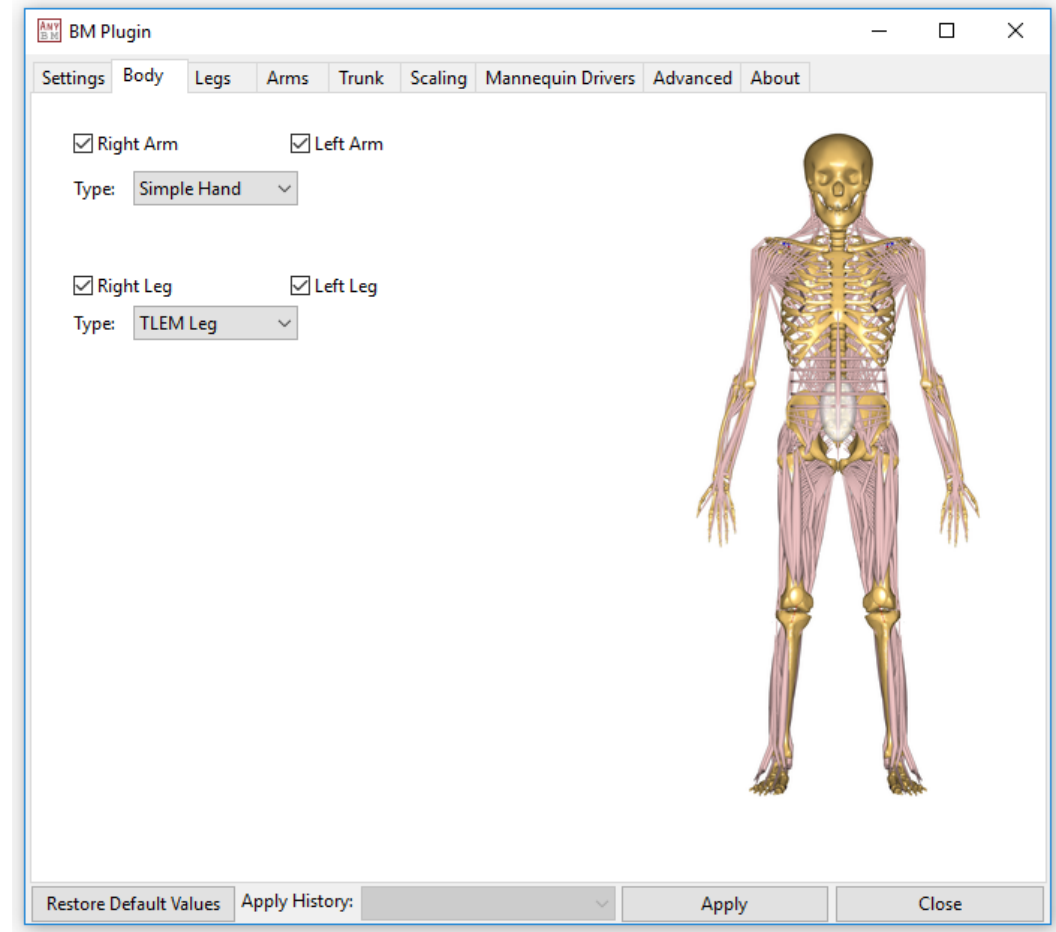 ANY
BM
BM Plugin
Settings Body Legs Arms Trunk Scaling Mannequin Drivers Advanced About
Right Arm Left Arm
Type: Simple Hand
Right Leg Left Leg
Type: TLEM Leg
Restore Default Values Apply History: Apply Close